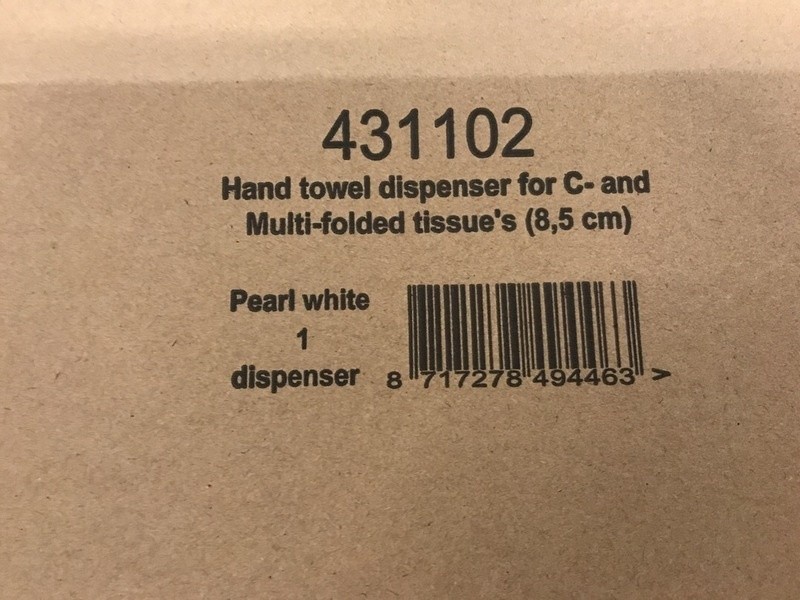 431102
Hand towel dispenser for C- and
Multi-folded tissue's (8,5 cm)
Pearl white
1
dispenser
8 717278 494463 >